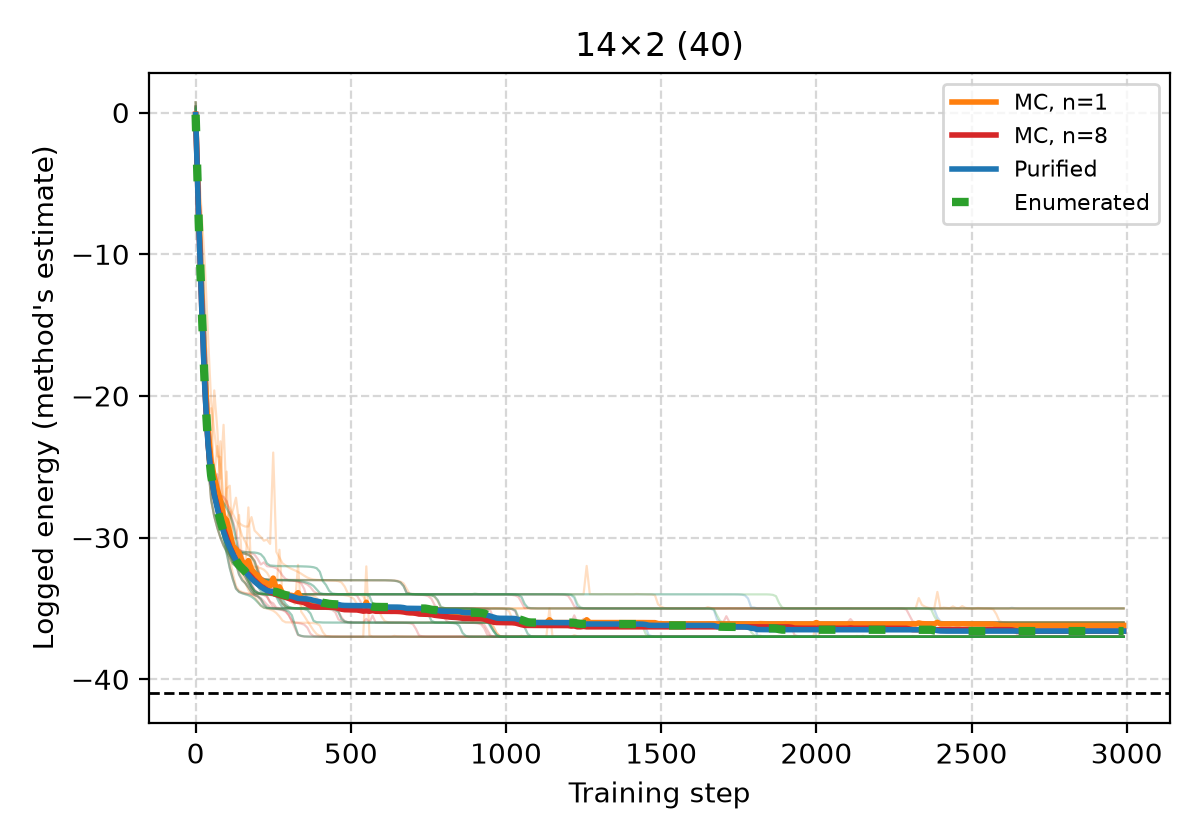 14×2 (40)
Logged energy (method's estimate)
0
−10
−20
−30
−40
MC, n=1
MC, n=8
Purified
Enumerated
0 500 1000 1500 2000 2500 3000
Training step